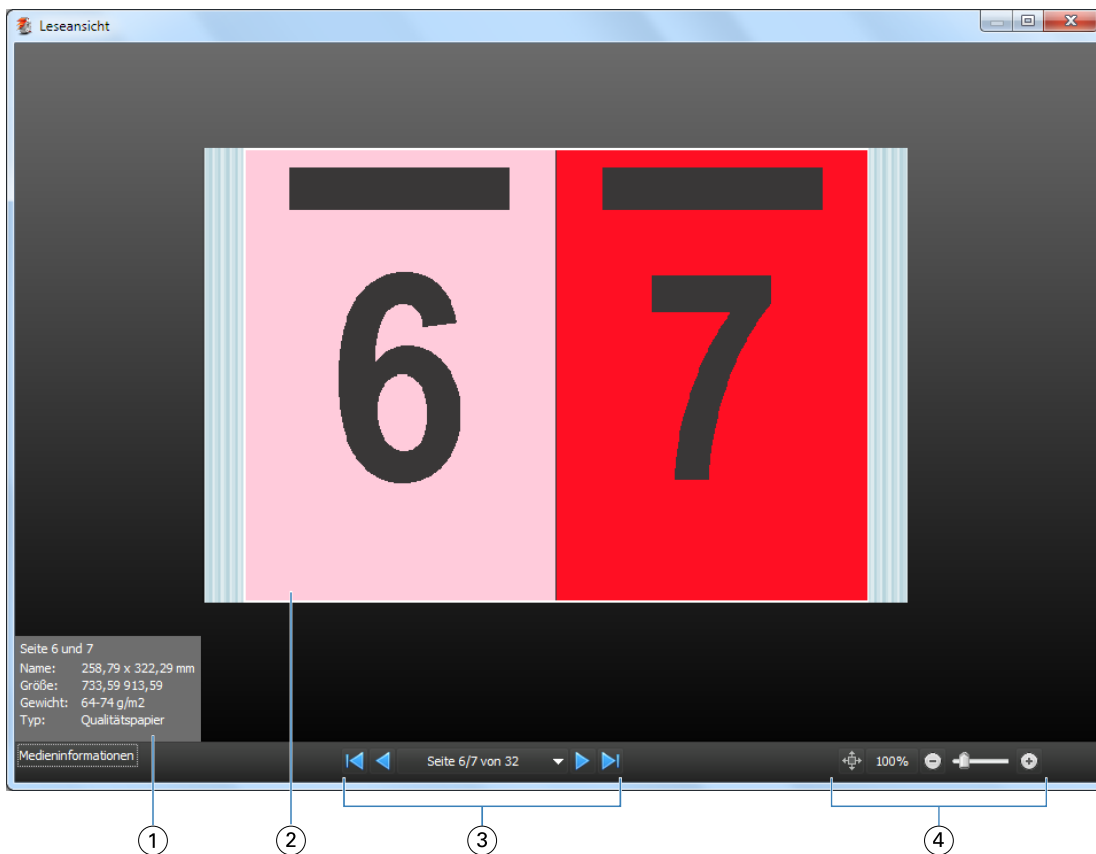 Leseansicht
6 7
Seite 6 und 7
Name: 258,79 x 322,29 mm
Größe: 733,59 913,59
Gewicht: 64-74 g/m2
Typ: Qualitätspapier
Medieninformationen
Seite 6/7 von 32
100%
1 2 3 4